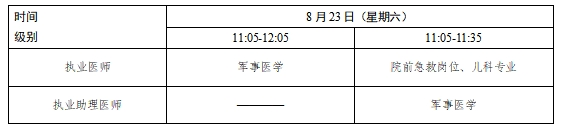 时间 8月23日（星期六）
级别 11:05-12:05 11:05-11:35
执业医师 军事医学 院前急救岗位、儿科专业
执业助理医师 ———— 军事医学